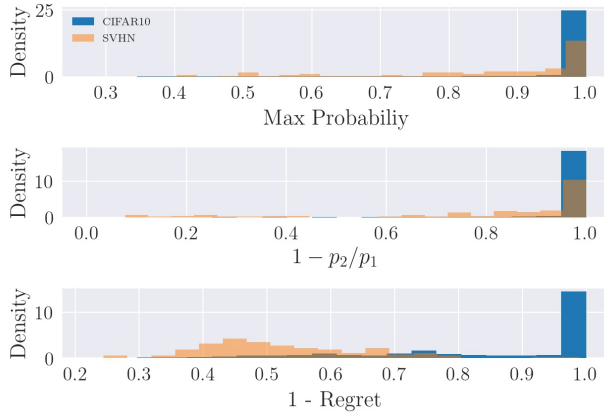 25
0
Density
CIFAR10
SVHN
0.3 0.4 0.5 0.6 0.7 0.8 0.9 1.0
Max Probabiliy
10
0
Density
0.0 0.2 0.4 0.6 0.8 1.0
1 − p₂/p₁
10
0
Density
0.2 0.3 0.4 0.5 0.6 0.7 0.8 0.9 1.0
1 - Regret